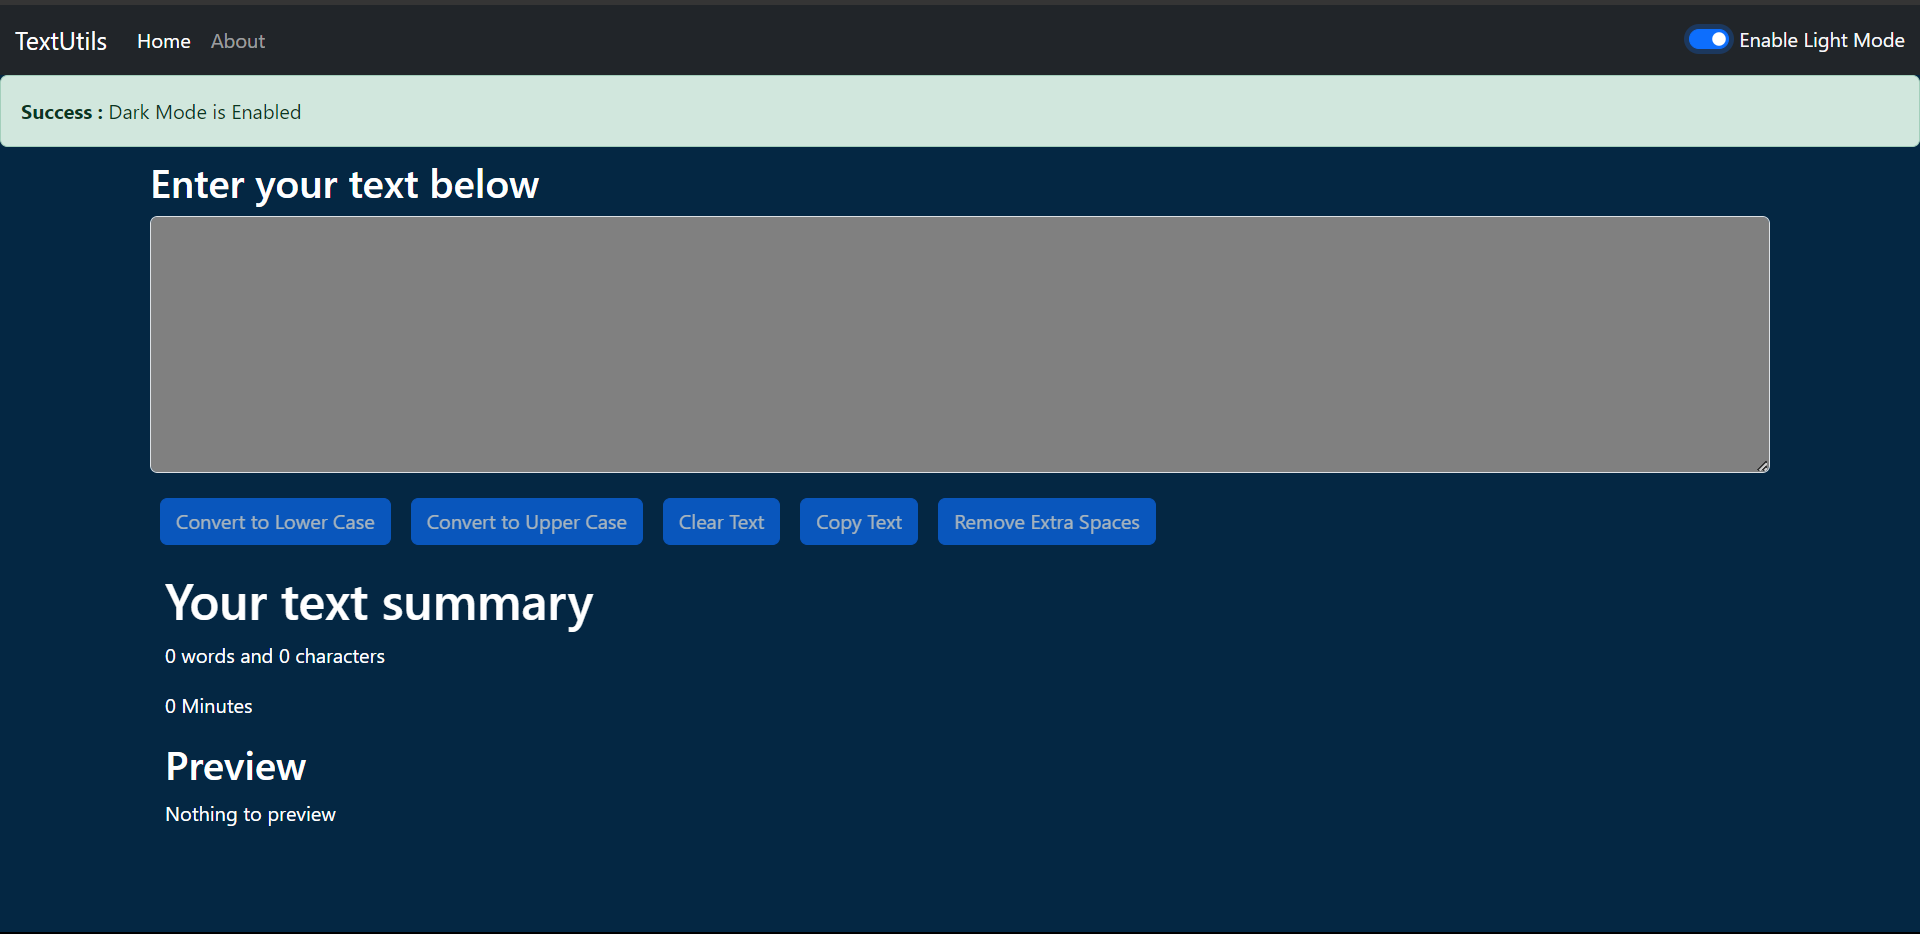 TextUtils Home About Enable Light Mode
Success : Dark Mode is Enabled
Enter your text below
Convert to Lower Case Convert to Upper Case Clear Text Copy Text Remove Extra Spaces
Your text summary
0 words and 0 characters
0 Minutes
Preview
Nothing to preview